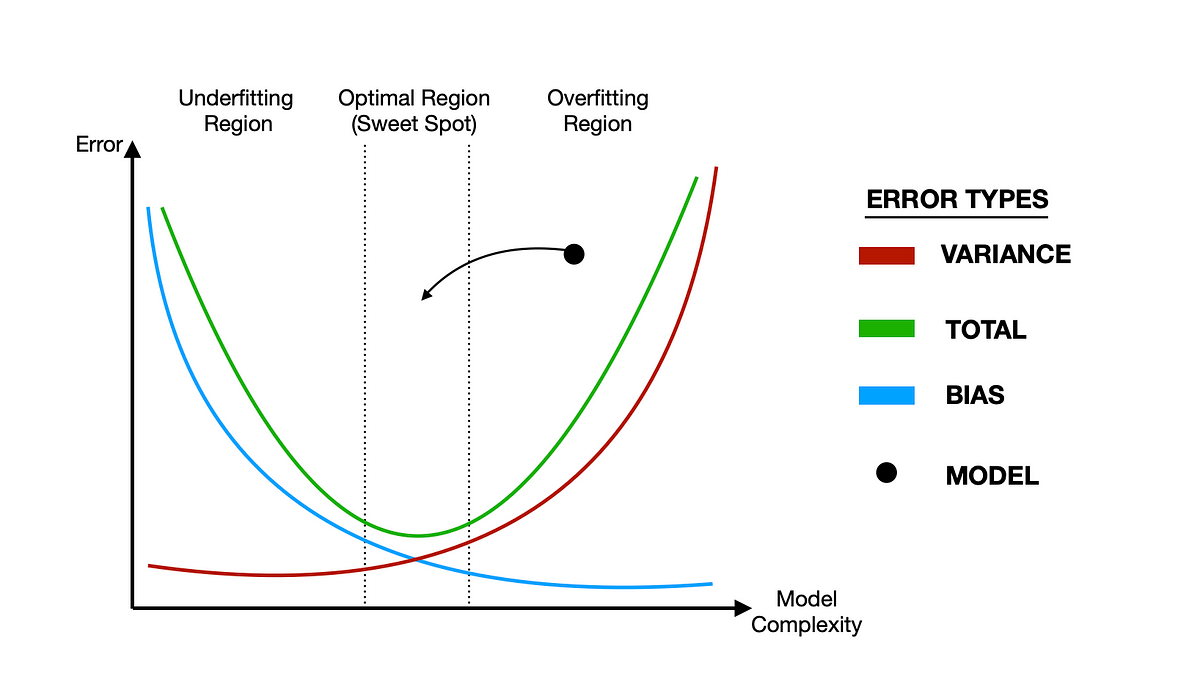 Underfitting
Region
Optimal Region
(Sweet Spot)
Overfitting
Region
Error
ERROR TYPES
VARIANCE
TOTAL
BIAS
MODEL
Model
Complexity